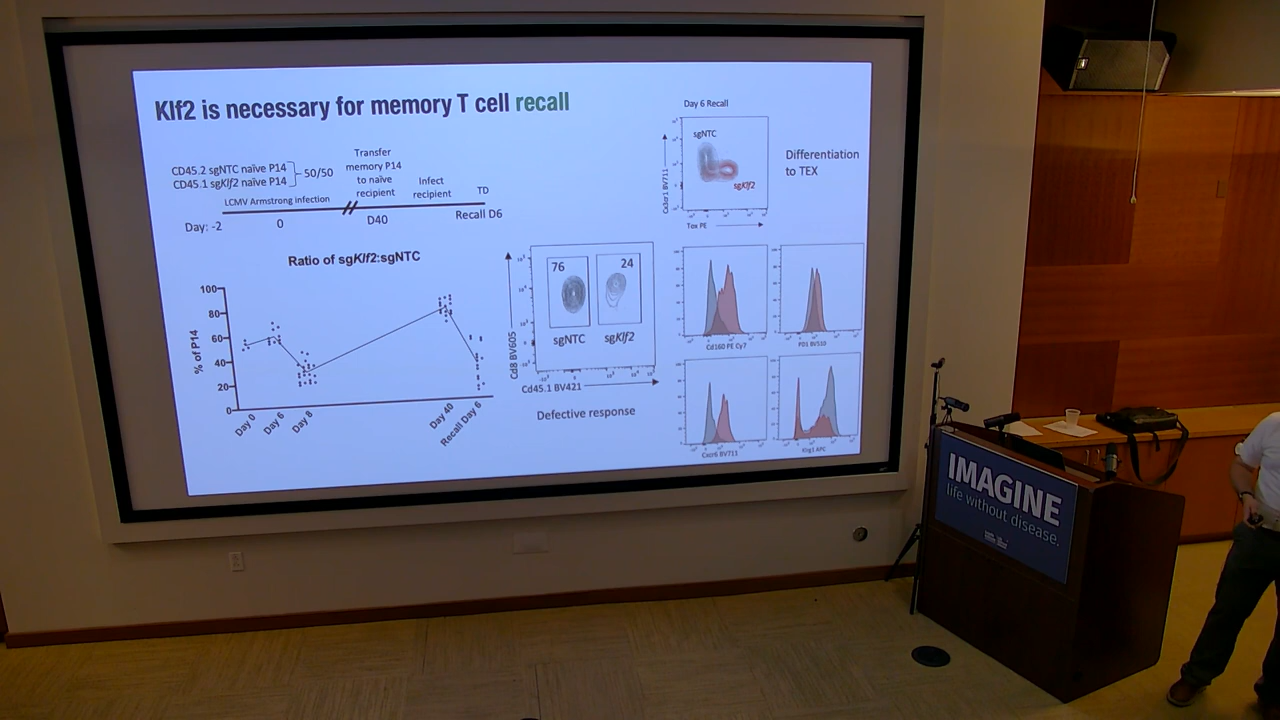 Klf2 is necessary for memory T cell recall
CD45.2 sgNTC naïve P14
CD45.1 sgKlf2 naïve P14
50/50
Transfer
memory P14
to naïve
recipient
Infect
recipient
TD
LCMV Armstrong infection
Day: -2
0
D40
Recall D6
Ratio of sgKlf2:sgNTC
% of P14
100
80
60
40
20
0
Day 0
Day 6
Day 8
Day 40
Recall Day 6
76
24
sgNTC
sgKlf2
Cd8 BV605
Cd45.1 BV421
Defective response
Day 6 Recall
sgNTC
sgKlf2
Cx3cr1 BV711
Tox PE
Differentiation
to TEX
Cd160 PE Cy7
PD1 BV510
Cxcr6 BV711
Klrg1 APC
IMAGINE
life without disease.